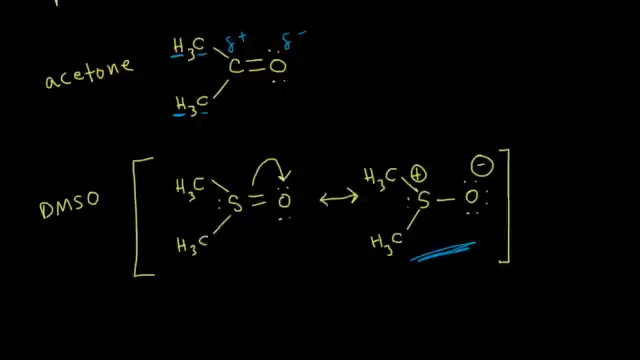 H₃C δ+ δ-
acetone C=O
H₃C
H₃C H₃C + -
DMSO S=O ↔ S-O
H₃C H₃C